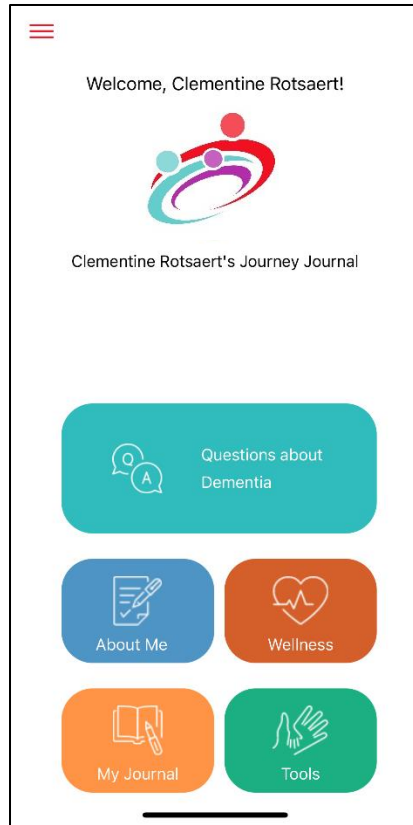 Welcome, Clementine Rotsaert!
Clementine Rotsaert's Journey Journal
Q
A
Questions about
Dementia
About Me
Wellness
My Journal
Tools